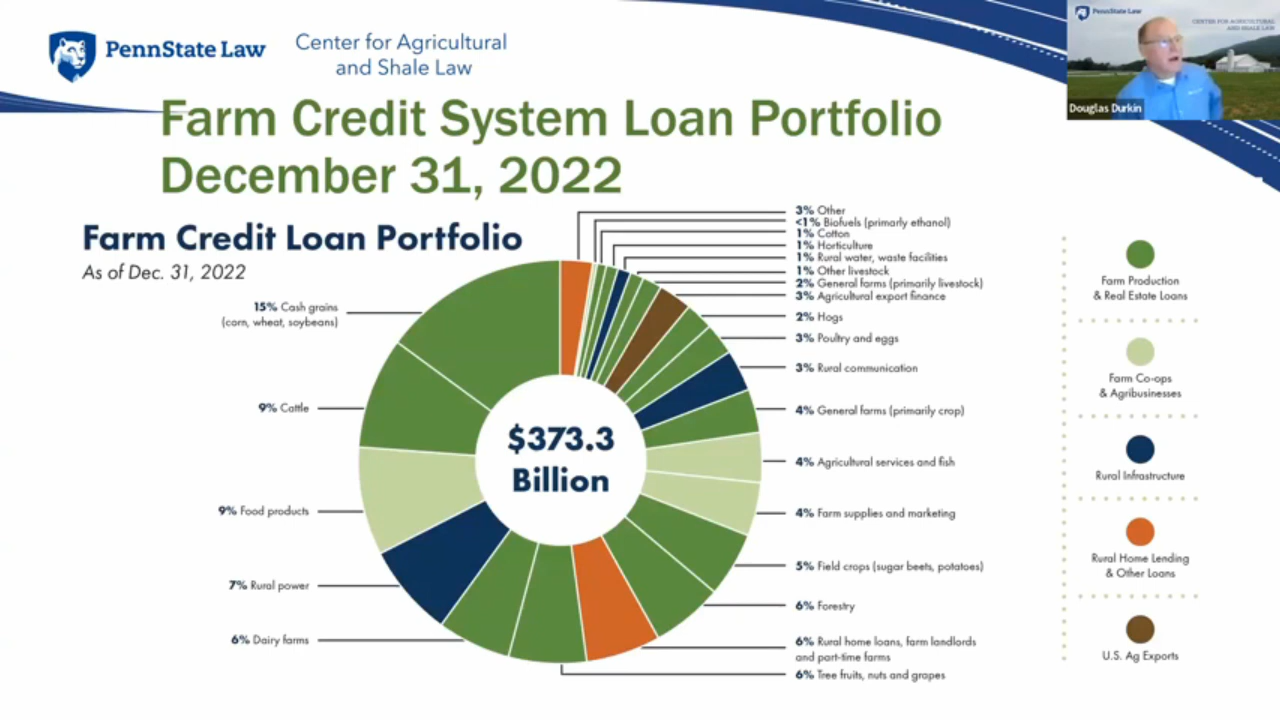 PennState Law
Center for Agricultural
and Shale Law
PennState Law
CENTER FOR AGRICULTURAL
AND SHALE LAW
Douglas Durkin
Farm Credit System Loan Portfolio
December 31, 2022
Farm Credit Loan Portfolio
As of Dec. 31, 2022
15% Cash grains
(corn, wheat, soybeans)
9% Cattle
9% Food products
7% Rural power
6% Dairy farms
$373.3
Billion
3% Other
<1% Biofuels (primarly ethanol)
1% Cotton
1% Horticulture
1% Rural water, waste facilities
1% Other livestock
2% General farms (primarily livestock)
3% Agricultural export finance
2% Hogs
3% Poultry and eggs
3% Rural communication
4% General farms (primarily crop)
4% Agricultural services and fish
4% Farm supplies and marketing
5% Field crops (sugar beets, potatoes)
6% Forestry
6% Rural home loans, farm landlords
and part-time farms
6% Tree fruits, nuts and grapes
Farm Production
& Real Estate Loans
Farm Co-ops
& Agribusinesses
Rural Infrastructure
Rural Home Lending
& Other Loans
U.S. Ag Exports